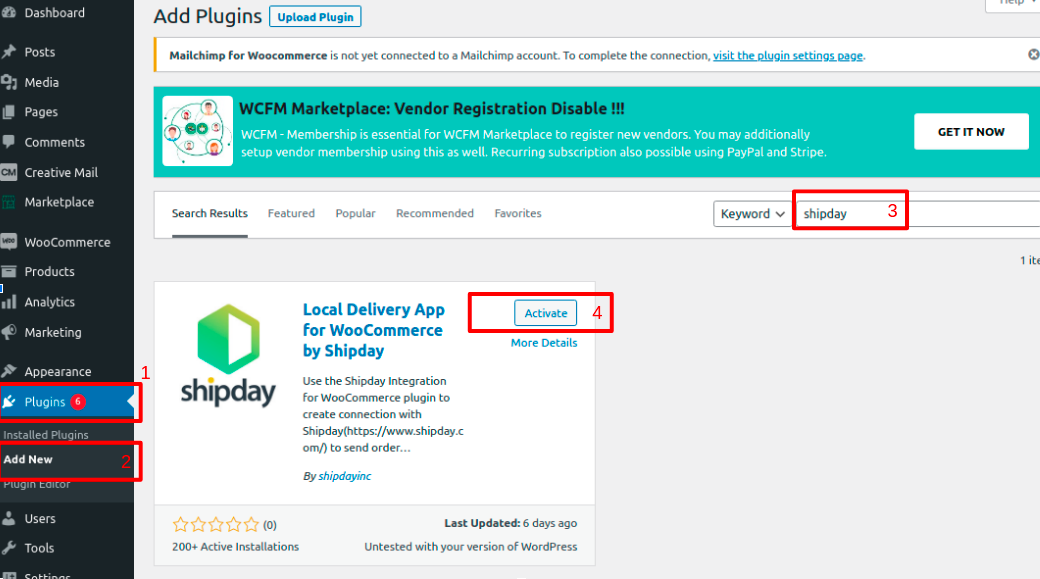 Help
Dashboard
Posts
Media
Pages
Comments
CM Creative Mail
Marketplace
woo WooCommerce
Products
Analytics
Marketing
Appearance
1
Plugins 6
Installed Plugins
Add New 2
Plugin Editor
Users
Tools
Settings
Add Plugins Upload Plugin
Mailchimp for Woocommerce is not yet connected to a Mailchimp account. To complete the connection, visit the plugin settings page.
WCFM Marketplace: Vendor Registration Disable !!!
WCFM - Membership is essential for WCFM Marketplace to register new vendors. You may additionally
setup vendor membership using this as well. Recurring subscription also possible using PayPal and Stripe.
GET IT NOW
Search Results Featured Popular Recommended Favorites Keyword shipday 3
1 ite
shipday
Local Delivery App
for WooCommerce
by Shipday
Activate 4
More Details
Use the Shipday Integration
for WooCommerce plugin to
create connection with
Shipday(https://www.shipday.c
om/) to send order…
By shipdayinc
(0)
200+ Active Installations
Last Updated: 6 days ago
Untested with your version of WordPress